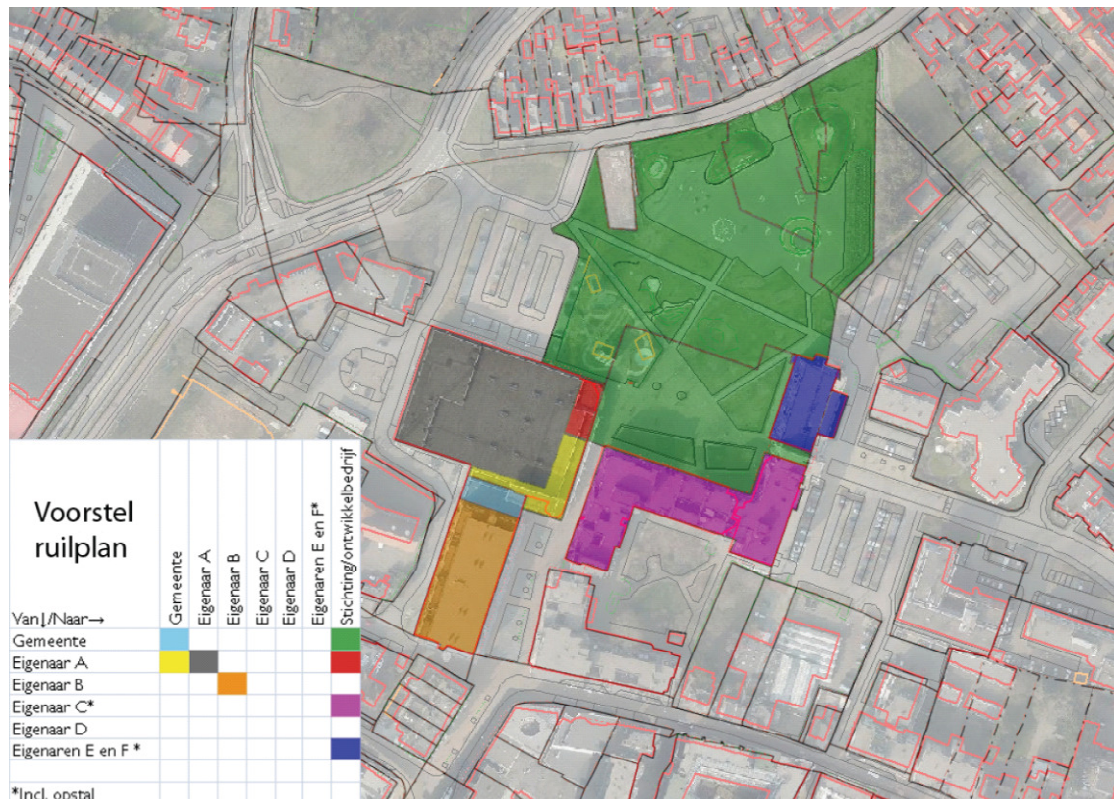 Voorstel
ruilplan
Van↓/Naar→
Gemeente
Eigenaar A
Eigenaar B
Eigenaar C
Eigenaar D
Eigenaren E en F*
Stichting/ontwikkelbedrijf
Gemeente
Eigenaar A
Eigenaar B
Eigenaar C*
Eigenaar D
Eigenaren E en F *
*Incl. opstal